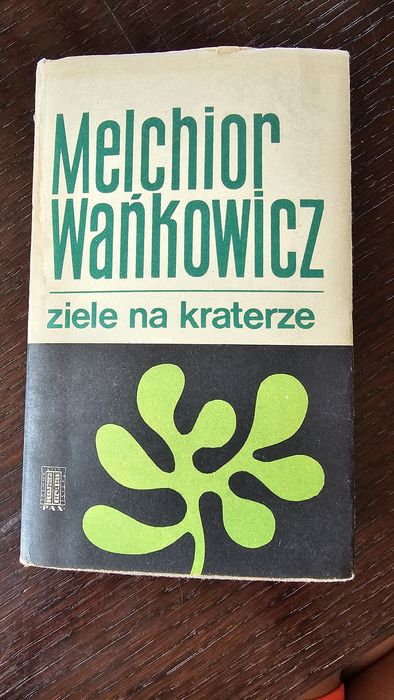 Melchior
Wańkowicz
ziele na kraterze
PAX